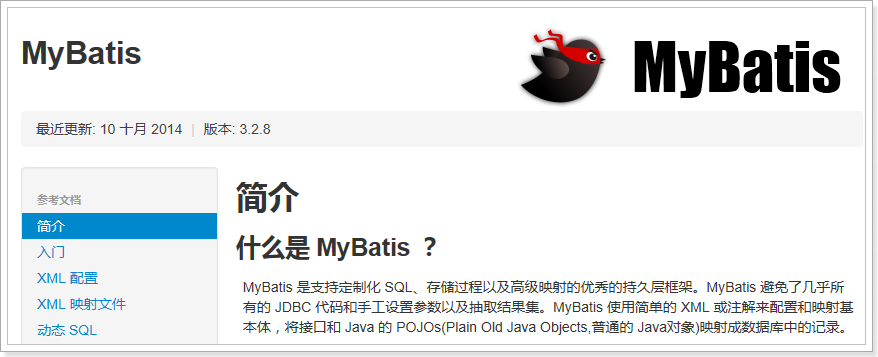 MyBatis
MyBatis
最近更新: 10 十月 2014 | 版本: 3.2.8
参考文档
简介
入门
XML 配置
XML 映射文件
动态 SQL
简介
什么是 MyBatis ？
MyBatis 是支持定制化 SQL、存储过程以及高级映射的优秀的持久层框架。MyBatis 避免了几乎所
有的 JDBC 代码和手工设置参数以及抽取结果集。MyBatis 使用简单的 XML 或注解来配置和映射基
本体，将接口和 Java 的 POJOs(Plain Old Java Objects,普通的 Java对象)映射成数据库中的记录。